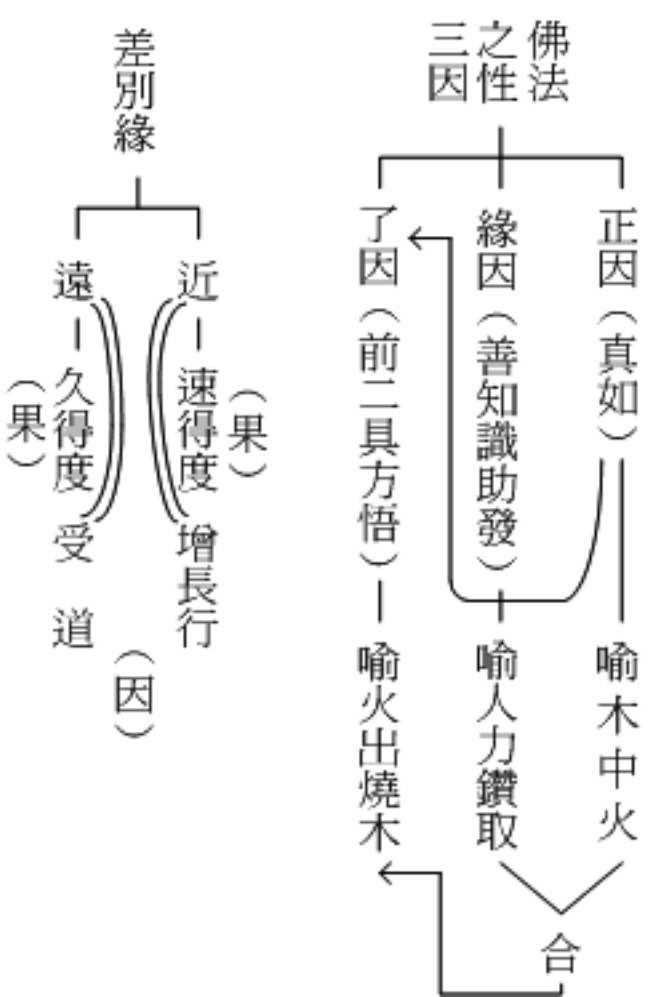 佛法
之性
三因
正因（真如）
喻木中火
緣因（善知識助發）
喻人力鑽取
了因（前二具方悟）
喻火出燒木
合
差別緣
近
（果）
速得度
增長行
遠
久得度
（果）
受道
（因）